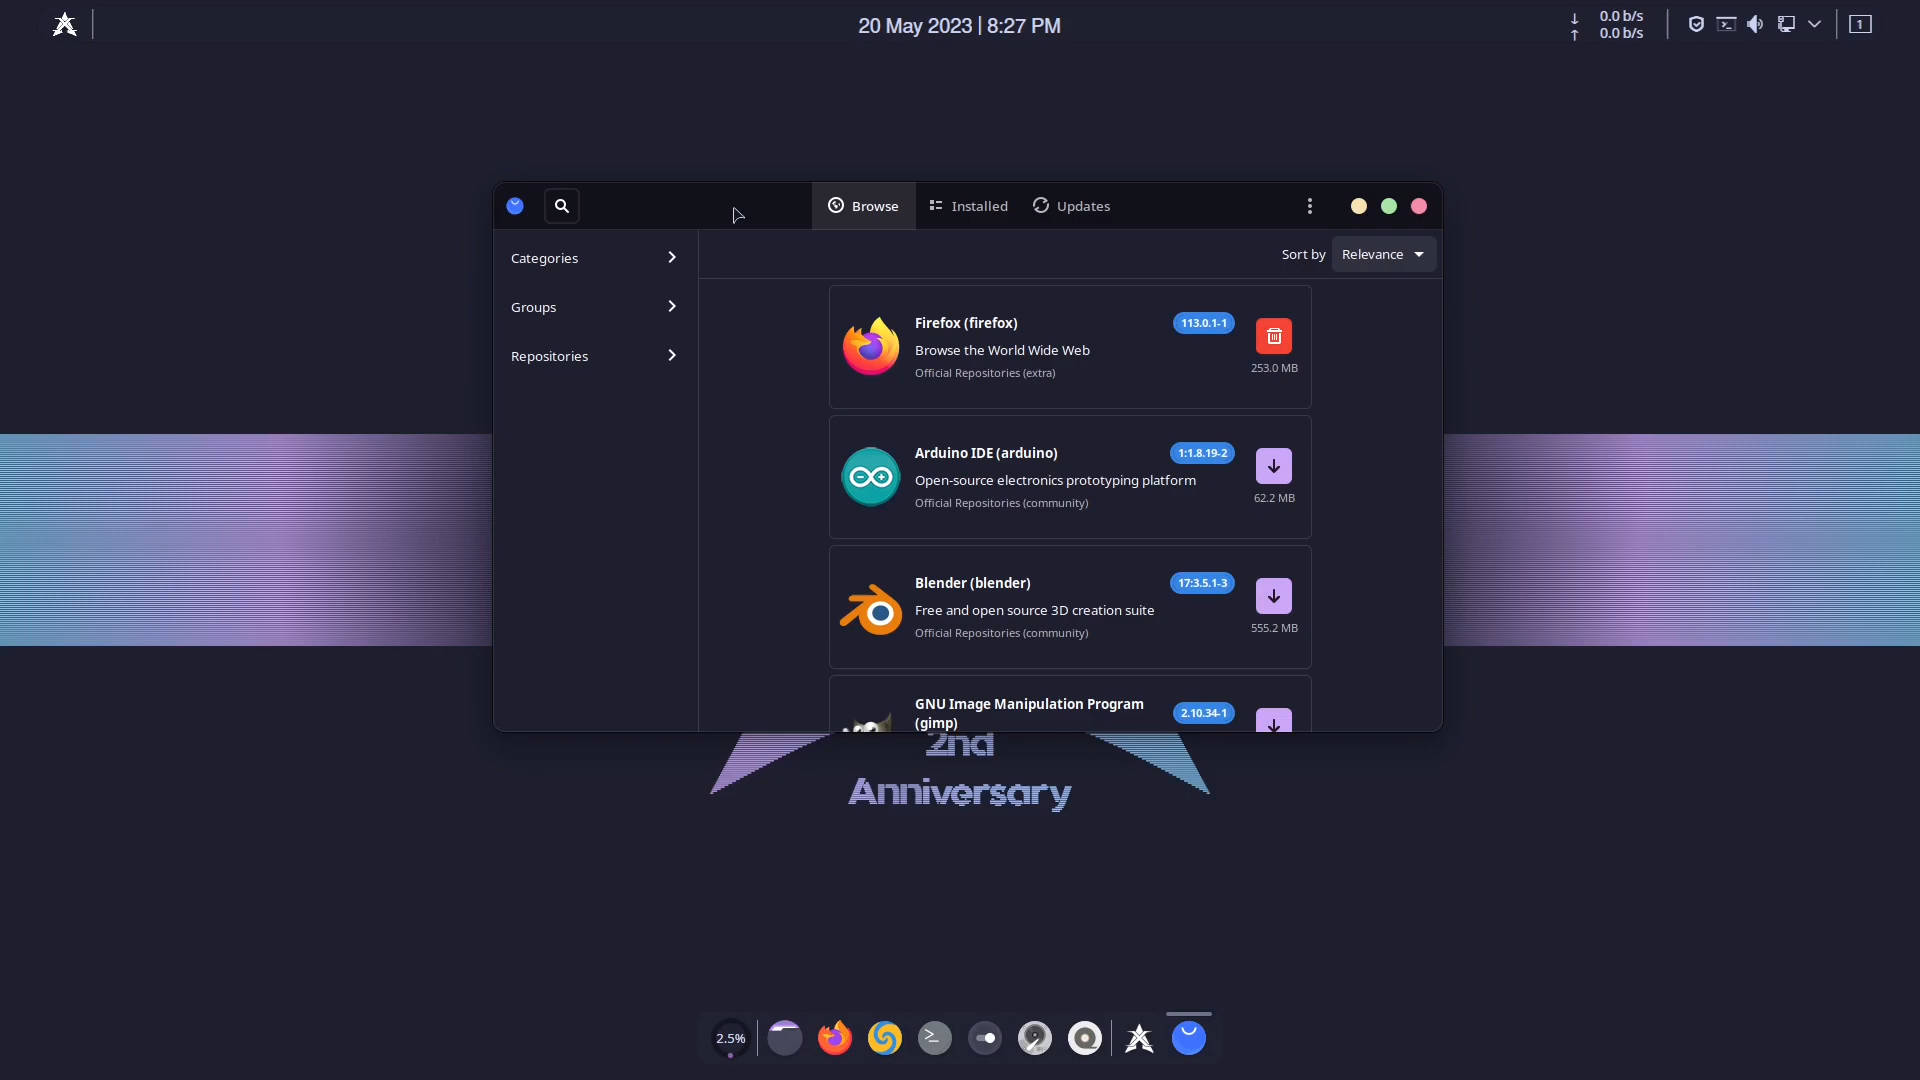 20 May 2023 | 8:27 PM
0.0 b/s
0.0 b/s
1
Browse
Installed
Updates
Categories
Groups
Repositories
Sort by
Relevance
Firefox (firefox)
113.0.1-1
Browse the World Wide Web
Official Repositories (extra)
253.0 MB
Arduino IDE (arduino)
1:1.8.19-2
Open-source electronics prototyping platform
Official Repositories (community)
62.2 MB
Blender (blender)
17:3.5.1-3
Free and open source 3D creation suite
Official Repositories (community)
555.2 MB
GNU Image Manipulation Program
(gimp)
2.10.34-1
2nd
Anniversary
2.5%